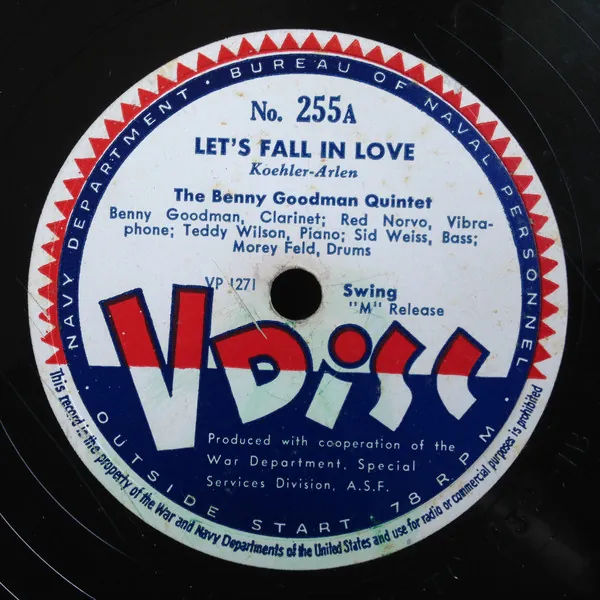 NAVY DEPARTMENT · BUREAU OF NAVAL PERSONNEL
No. 255A
LET'S FALL IN LOVE
Koehler-Arlen
The Benny Goodman Quintet
Benny Goodman, Clarinet; Red Norvo, Vibra-
phone; Teddy Wilson, Piano; Sid Weiss, Bass;
Morey Feld, Drums
VP 1271
Swing
"M" Release
V Disc
Produced with cooperation of the
War Department, Special
Services Division, A.S.F.
· OUTSIDE START · 78 RPM ·
This record is the property of the War and Navy Departments of the United States and use for radio or commercial purposes is prohibited